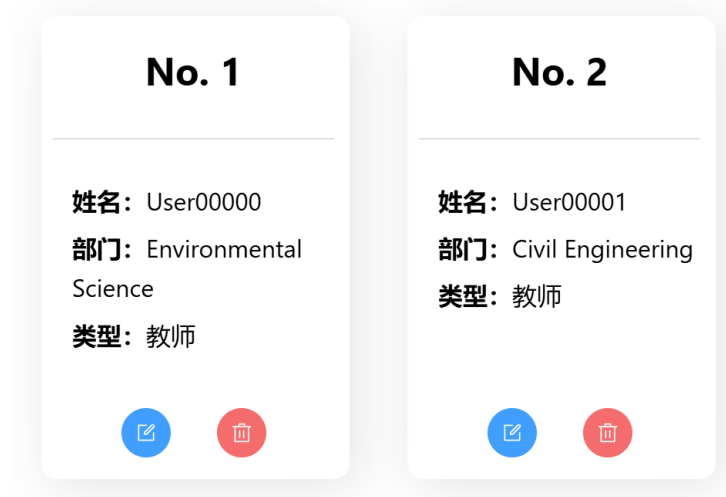 No. 1
姓名：User00000
部门：Environmental
Science
类型：教师
No. 2
姓名：User00001
部门：Civil Engineering
类型：教师